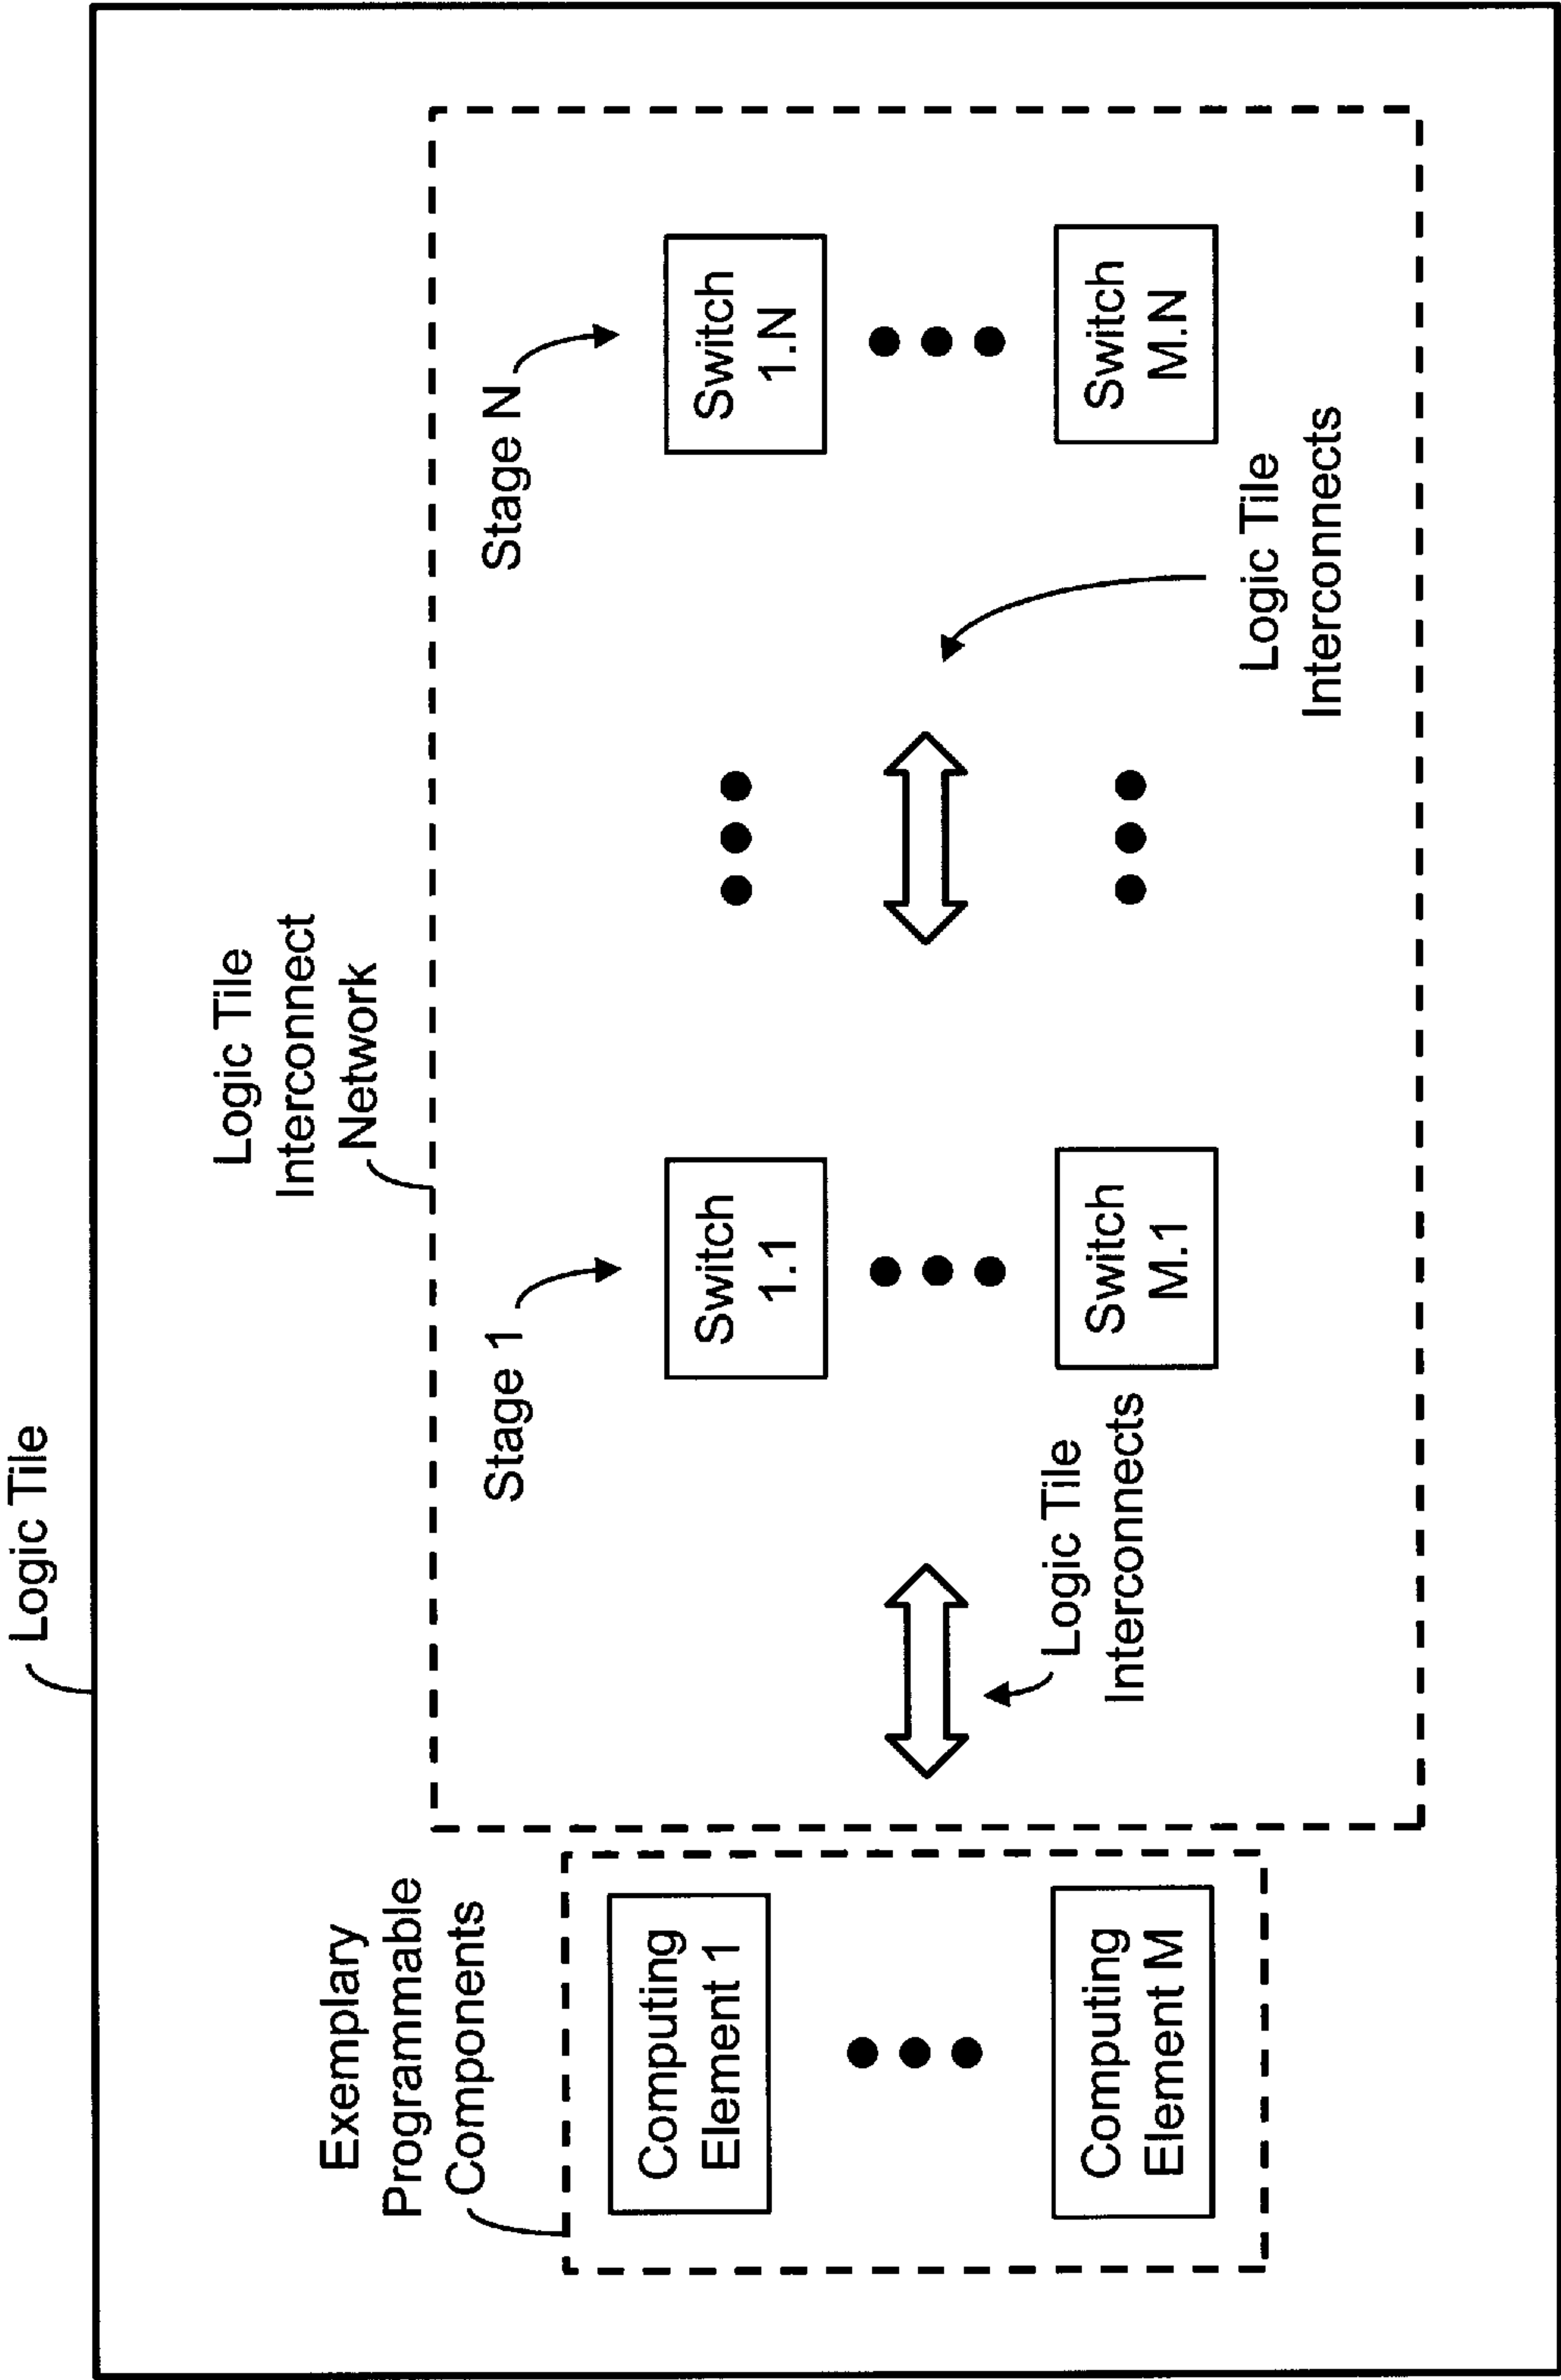 Logic Tile
Logic Tile
Interconnect
Network
Exemplary
Programmable
Components
Stage 1
Stage N
Computing
Element 1
Switch
1.1
Switch
1.N
Computing
Element M
Switch
M.1
Switch
M.N
Logic Tile
Interconnects
Logic Tile
Interconnects